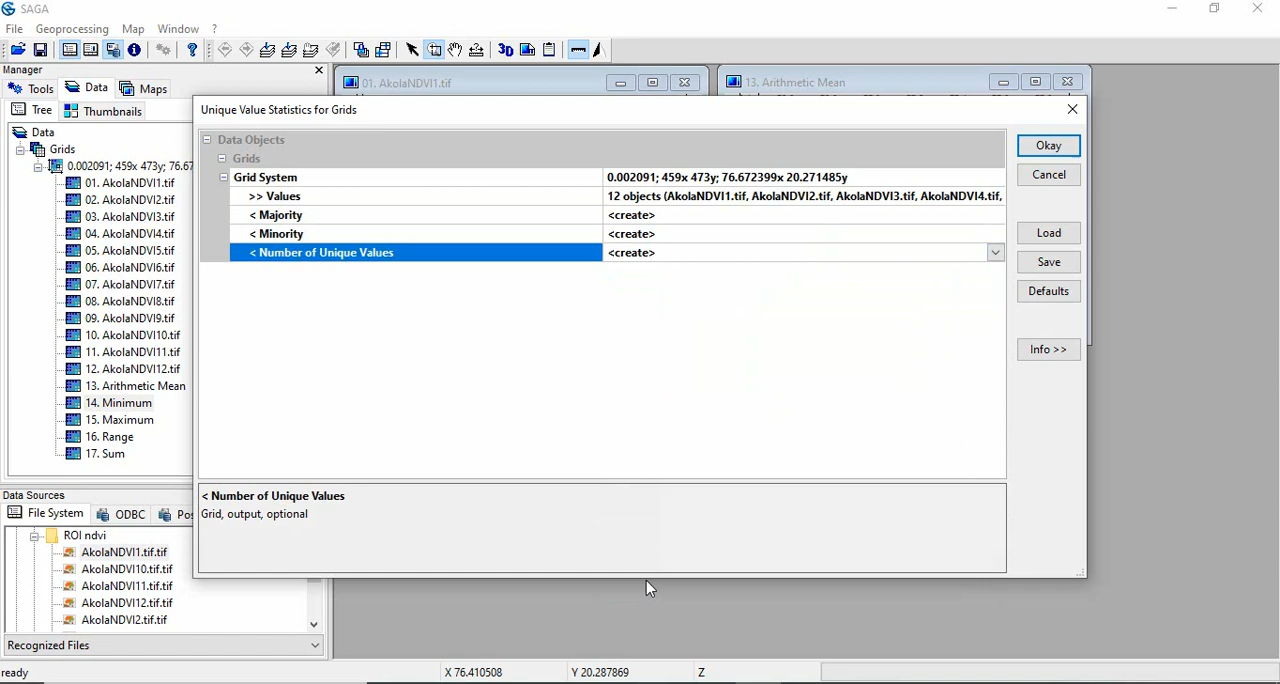 SAGA
File Geoprocessing Map Window ?
3D
Manager
Tools Data Maps
Tree Thumbnails
Data
Grids
0.002091; 459x 473y; 76.67
01. AkolaNDVI1.tif
02. AkolaNDVI2.tif
03. AkolaNDVI3.tif
04. AkolaNDVI4.tif
05. AkolaNDVI5.tif
06. AkolaNDVI6.tif
07. AkolaNDVI7.tif
08. AkolaNDVI8.tif
09. AkolaNDVI9.tif
10. AkolaNDVI10.tif
11. AkolaNDVI11.tif
12. AkolaNDVI12.tif
13. Arithmetic Mean
14. Minimum
15. Maximum
16. Range
17. Sum
Data Sources
File System ODBC Pos
ROI ndvi
AkolaNDVI1.tif.tif
AkolaNDVI10.tif.tif
AkolaNDVI11.tif.tif
AkolaNDVI12.tif.tif
AkolaNDVI2.tif.tif
Recognized Files
01. AkolaNDVI1.tif
13. Arithmetic Mean
Unique Value Statistics for Grids
Data Objects
Grids
Grid System 0.002091; 459x 473y; 76.672399x 20.271485y
>> Values 12 objects (AkolaNDVI1.tif, AkolaNDVI2.tif, AkolaNDVI3.tif, AkolaNDVI4.tif,
< Majority <create>
< Minority <create>
< Number of Unique Values <create>
Okay
Cancel
Load
Save
Defaults
Info >>
< Number of Unique Values
Grid, output, optional
ready X 76.410508 Y 20.287869 Z